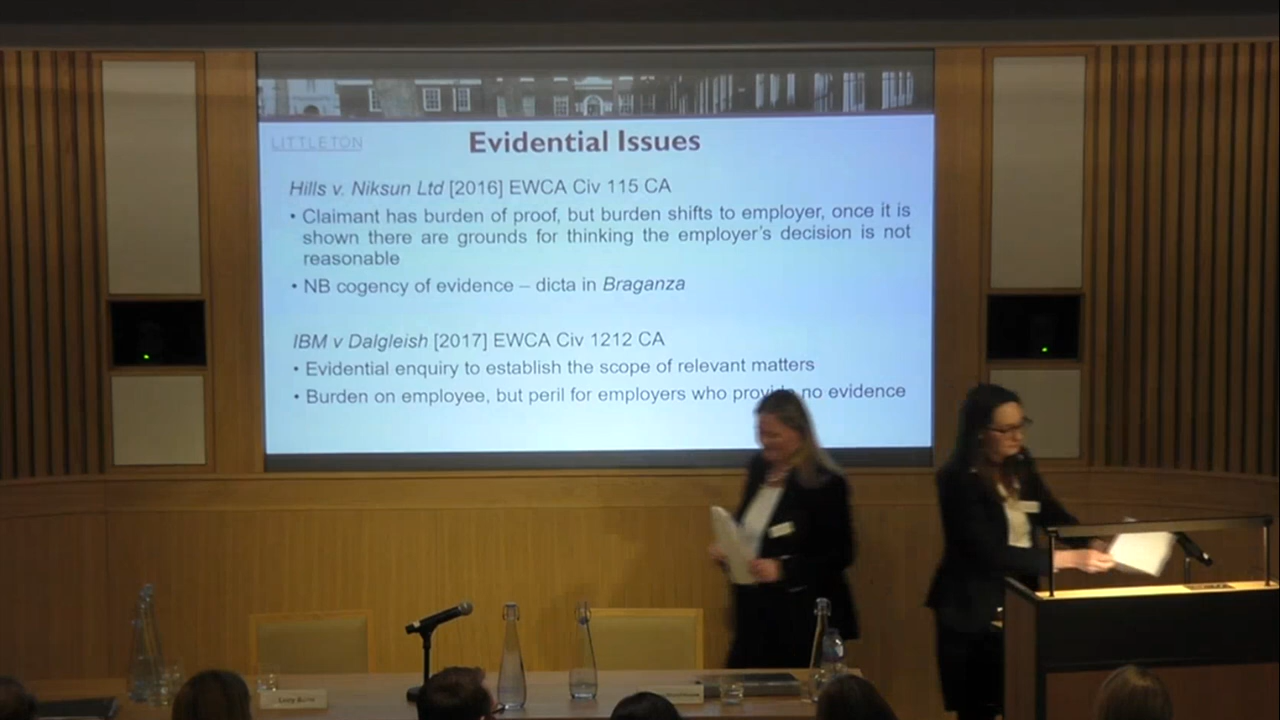 LITTLETON
Evidential Issues
Hills v. Niksun Ltd [2016] EWCA Civ 115 CA
• Claimant has burden of proof, but burden shifts to employer, once it is
shown there are grounds for thinking the employer's decision is not
reasonable
• NB cogency of evidence – dicta in Braganza
IBM v Dalgleish [2017] EWCA Civ 1212 CA
• Evidential enquiry to establish the scope of relevant matters
• Burden on employee, but peril for employers who provide no evidence